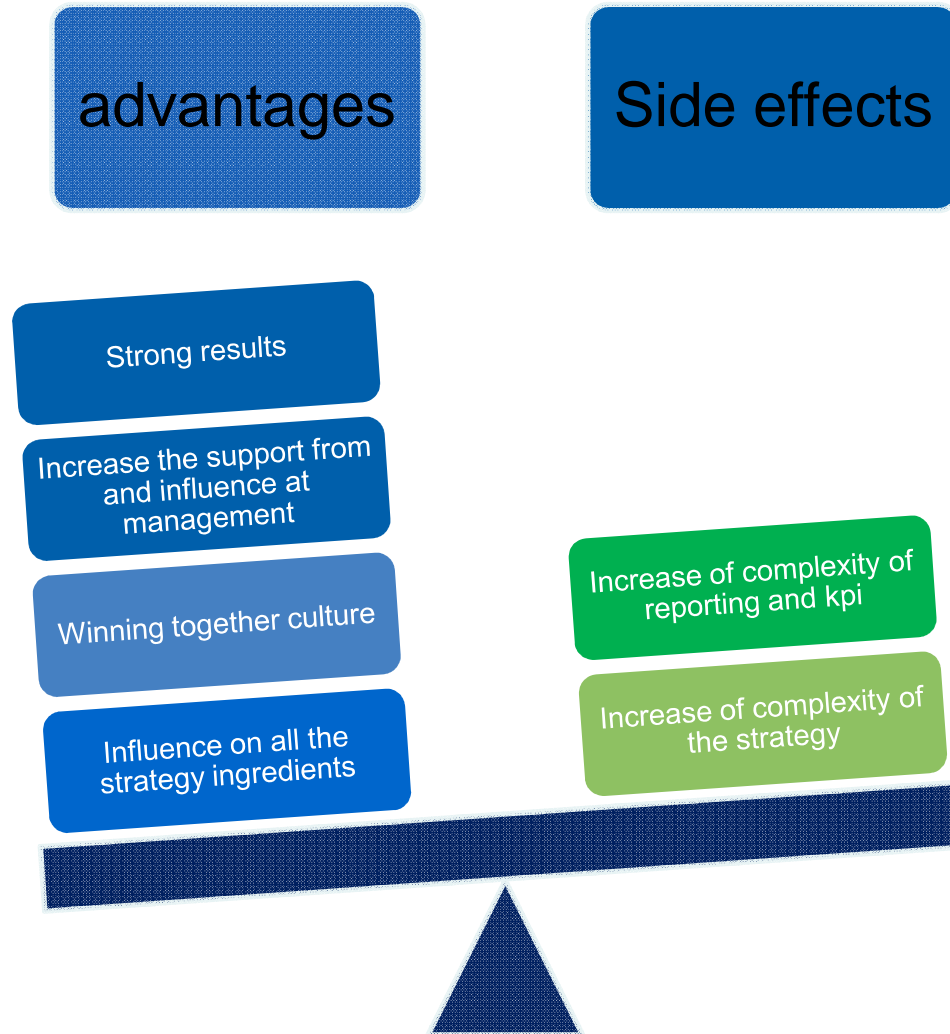 advantages
Side effects
Strong results
Increase the support from
and influence at
management
Winning together culture
Influence on all the
strategy ingredients
Increase of complexity of
reporting and kpi
Increase of complexity of
the strategy